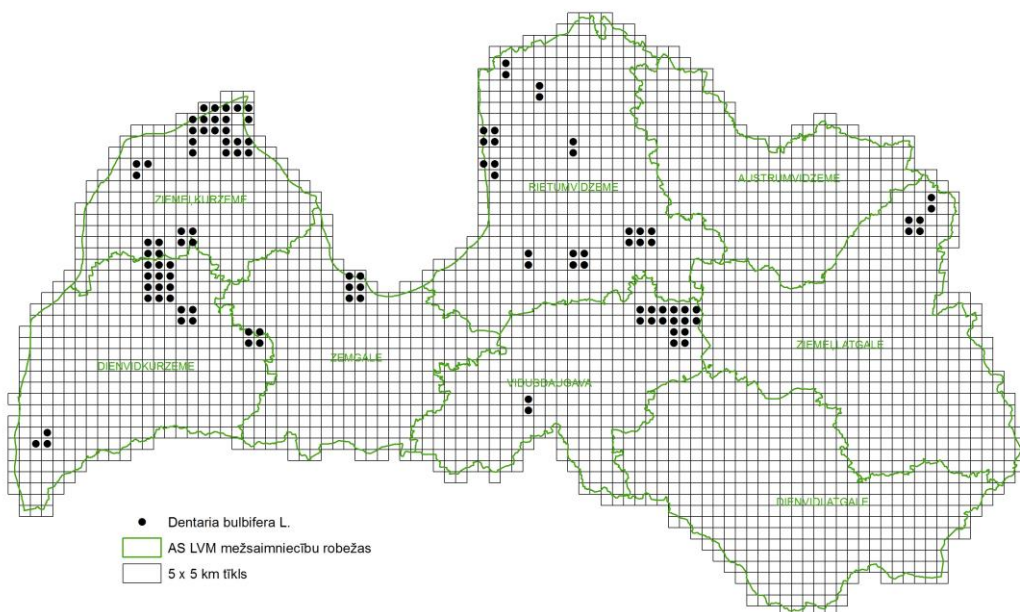 ZIEMEĻKURZEME
RIETUMVIDZEME
AUSTRUMVIDZEME
DIENVIDKURZEME
ZEMGALE
VIDUSDAUGAVA
ZIEMEĻLATGALE
DIENVIDLATGALE
Dentaria bulbifera L.
AS LVM mežsaimniecību robežas
5 x 5 km tīkls